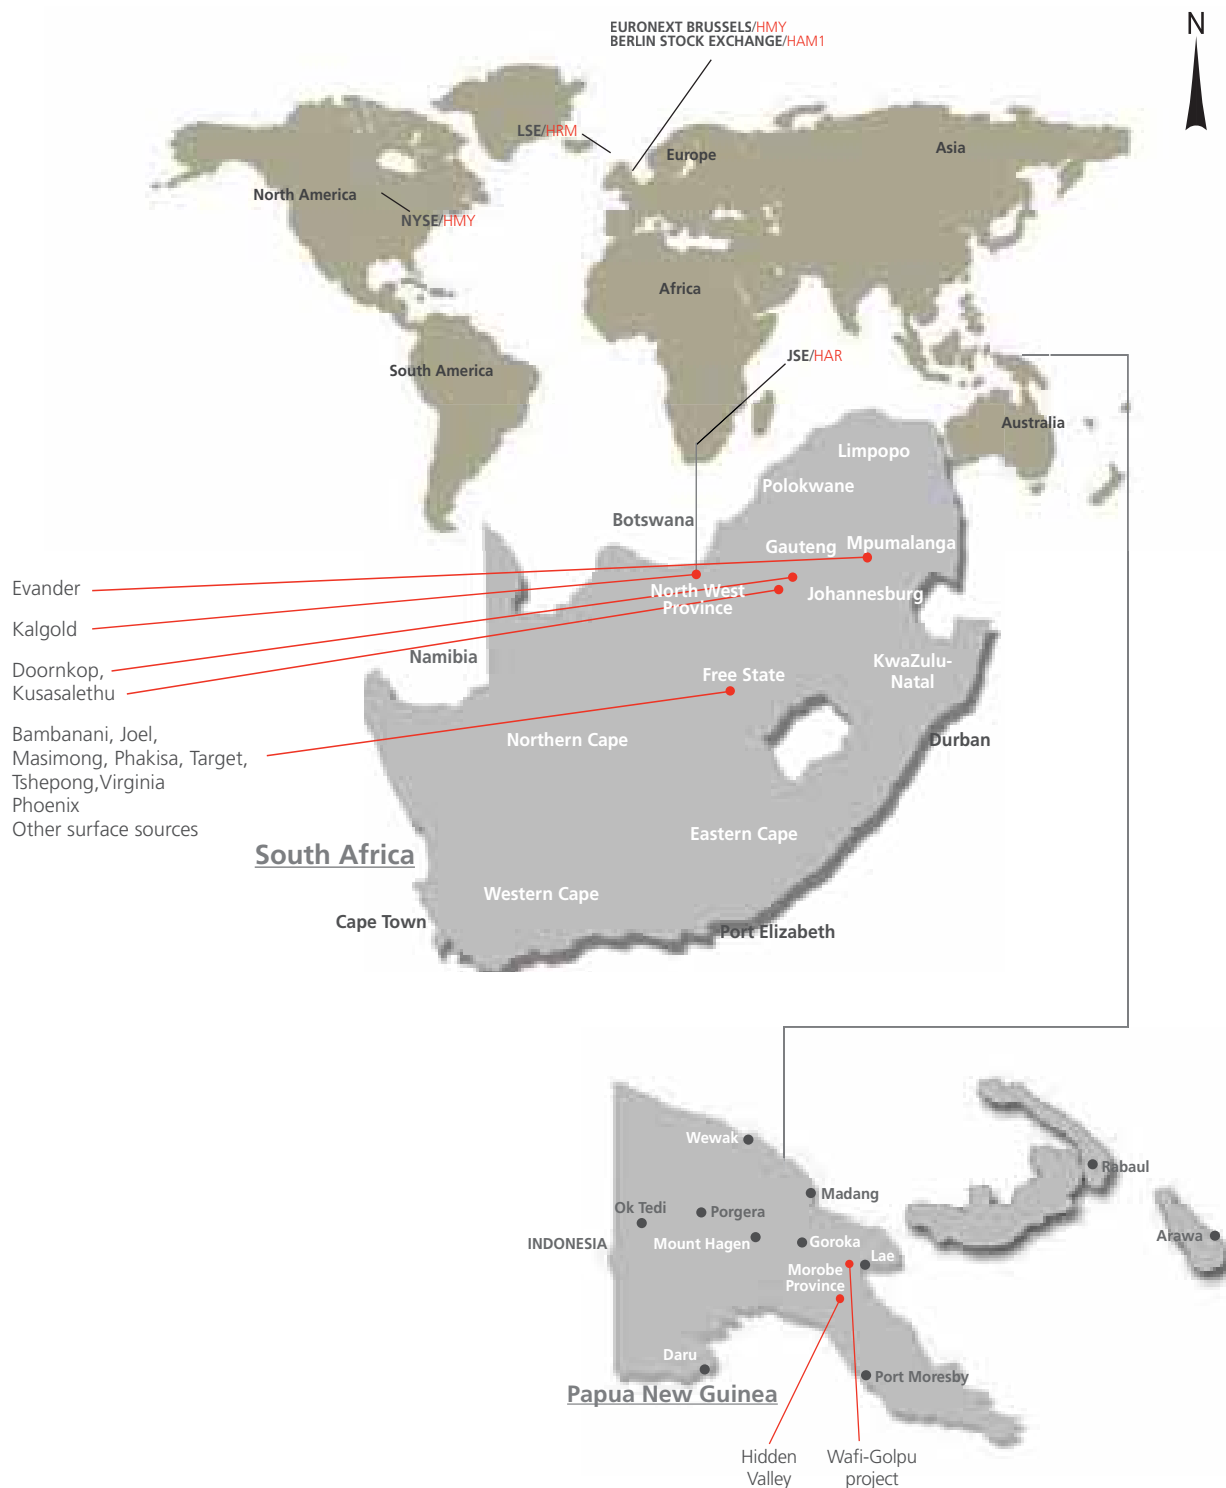 EURONEXT BRUSSELS/HMY
BERLIN STOCK EXCHANGE/HAM1
N
LSE/HRM
Europe
Asia
North America
NYSE/HMY
Africa
JSE/HAR
South America
Australia
Limpopo
Polokwane
Botswana
Gauteng
Mpumalanga
Evander
North West
Province
Johannesburg
Kalgold
Namibia
Doornkop,
Kusasalethu
KwaZulu-
Natal
Free State
Bambanani, Joel,
Masimong, Phakisa, Target,
Tshepong,Virginia
Phoenix
Other surface sources
Northern Cape
Durban
Eastern Cape
South Africa
Western Cape
Cape Town
Port Elizabeth
Wewak
Rabaul
Madang
Ok Tedi
Porgera
Arawa
INDONESIA
Mount Hagen
Goroka
Lae
Morobe
Province
Daru
Port Moresby
Papua New Guinea
Hidden
Valley
Wafi-Golpu
project